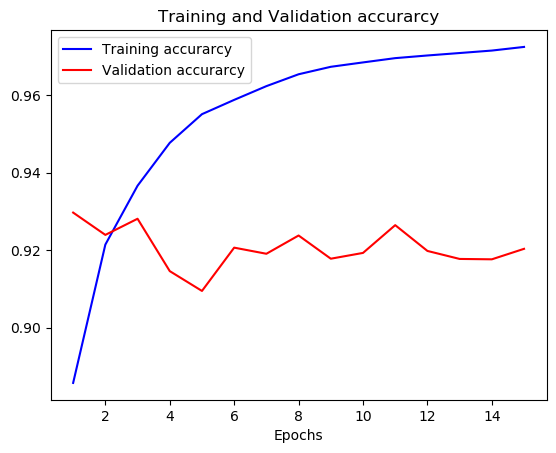 Training and Validation accurarcy
Training accurarcy
Validation accurarcy
0.96
0.94
0.92
0.90
2 4 6 8 10 12 14
Epochs